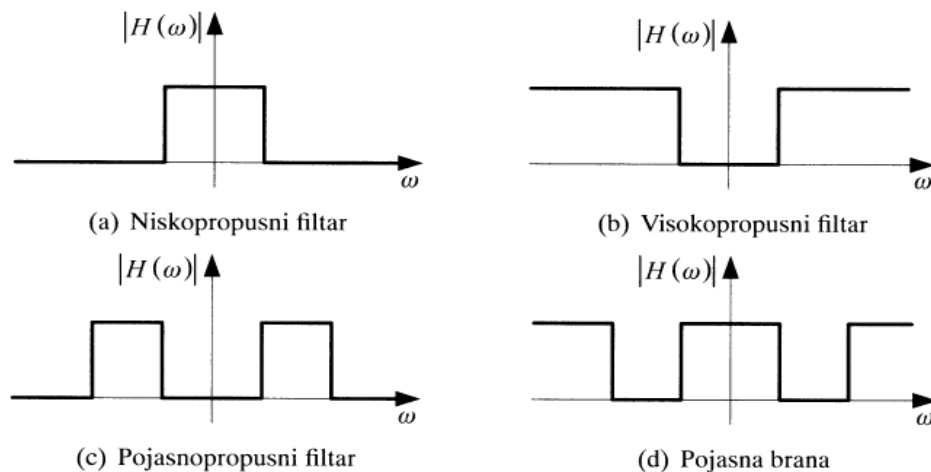 |H(ω)|
ω
(a) Niskopropusni filtar
|H(ω)|
ω
(b) Visokopropusni filtar
|H(ω)|
ω
(c) Pojasnopropusni filtar
|H(ω)|
ω
(d) Pojasna brana